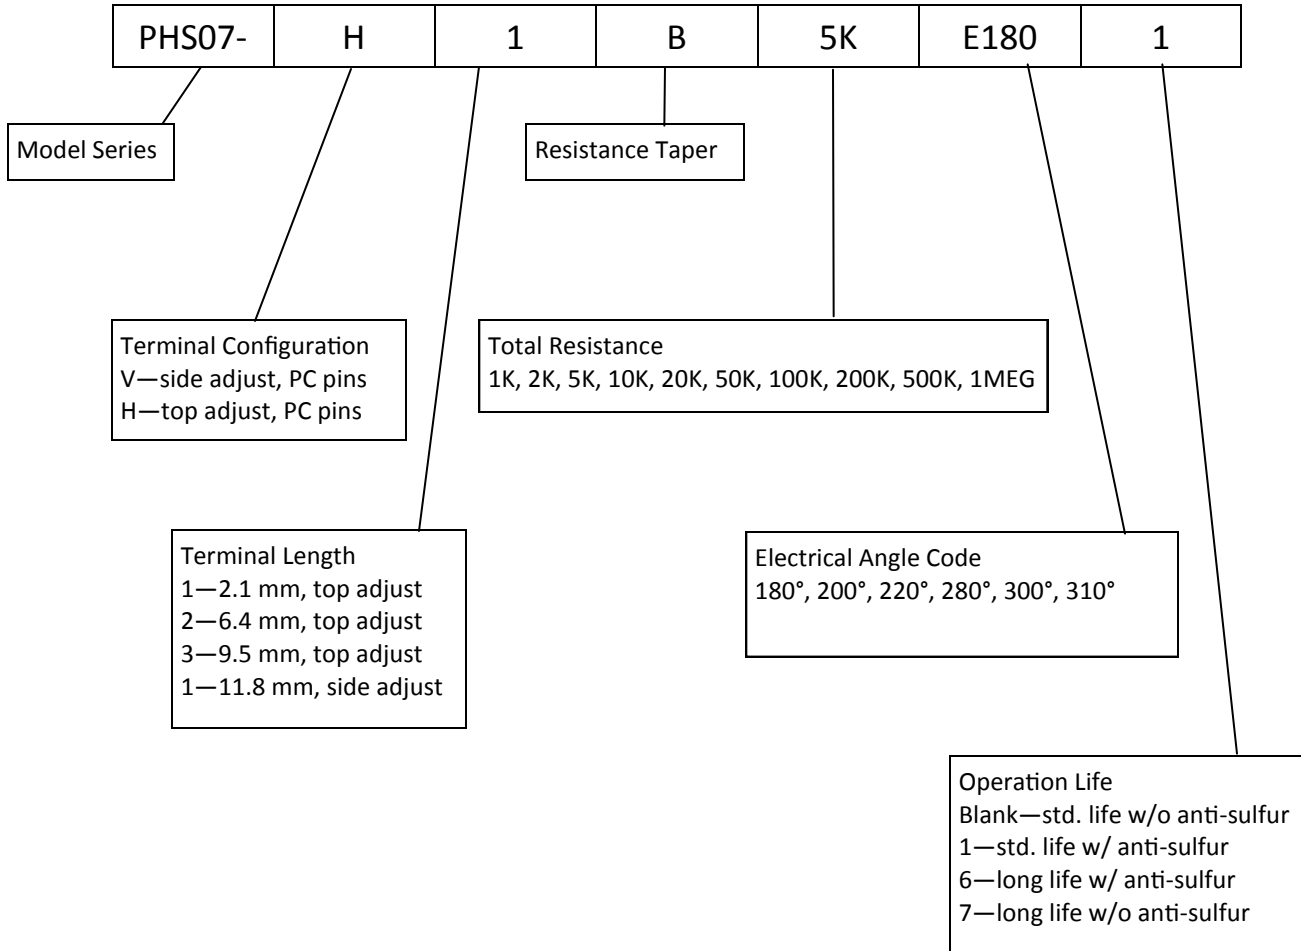 PHS07- H 1 B 5K E180 1
Model Series
Resistance Taper
Terminal Configuration
V—side adjust, PC pins
H—top adjust, PC pins
Total Resistance
1K, 2K, 5K, 10K, 20K, 50K, 100K, 200K, 500K, 1MEG
Terminal Length
1—2.1 mm, top adjust
2—6.4 mm, top adjust
3—9.5 mm, top adjust
1—11.8 mm, side adjust
Electrical Angle Code
180°, 200°, 220°, 280°, 300°, 310°
Operation Life
Blank—std. life w/o anti-sulfur
1—std. life w/ anti-sulfur
6—long life w/ anti-sulfur
7—long life w/o anti-sulfur